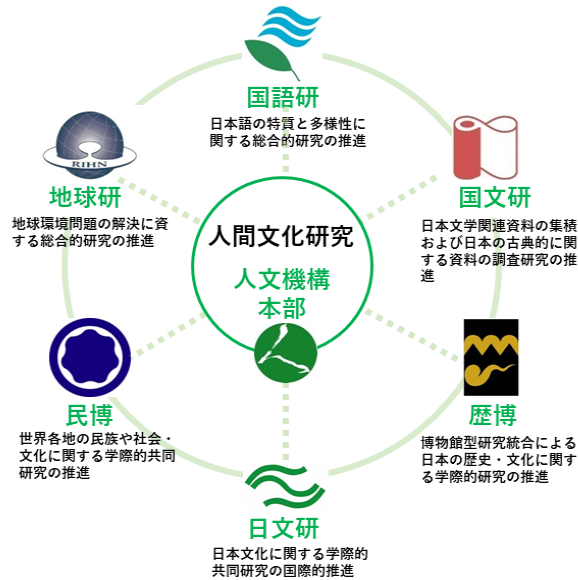 国語研
日本語の特質と多様性に
関する総合的研究の推進
RIHN
地球研
地球環境問題の解決に資
する総合的研究の推進
国文研
日本文学関連資料の集積
および日本の古典的に関
する資料の調査研究の推
進
人間文化研究
人文機構
本部
民博
世界各地の民族や社会・
文化に関する学際的共同
研究の推進
歴博
博物館型研究統合による
日本の歴史・文化に関す
る学際的研究の推進
日文研
日本文化に関する学際的
共同研究の国際的推進